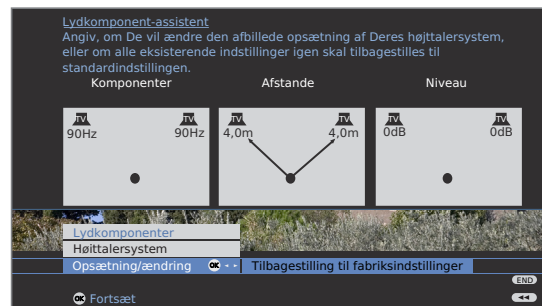 Lydkomponent-assistent
Angiv, om De vil ændre den afbillede opsætning af Deres højttalersystem,
eller om alle eksisterende indstillinger igen skal tilbagestilles til
standardindstillingen.
Komponenter Afstande Niveau
TV TV TV TV TV TV
90Hz 90Hz 4,0m 4,0m 0dB 0dB
Lydkomponenter
Høittalersystem
Opsætning/ændring OK Tilbagestilling til fabriksindstillinger
END
OK Fortsæt